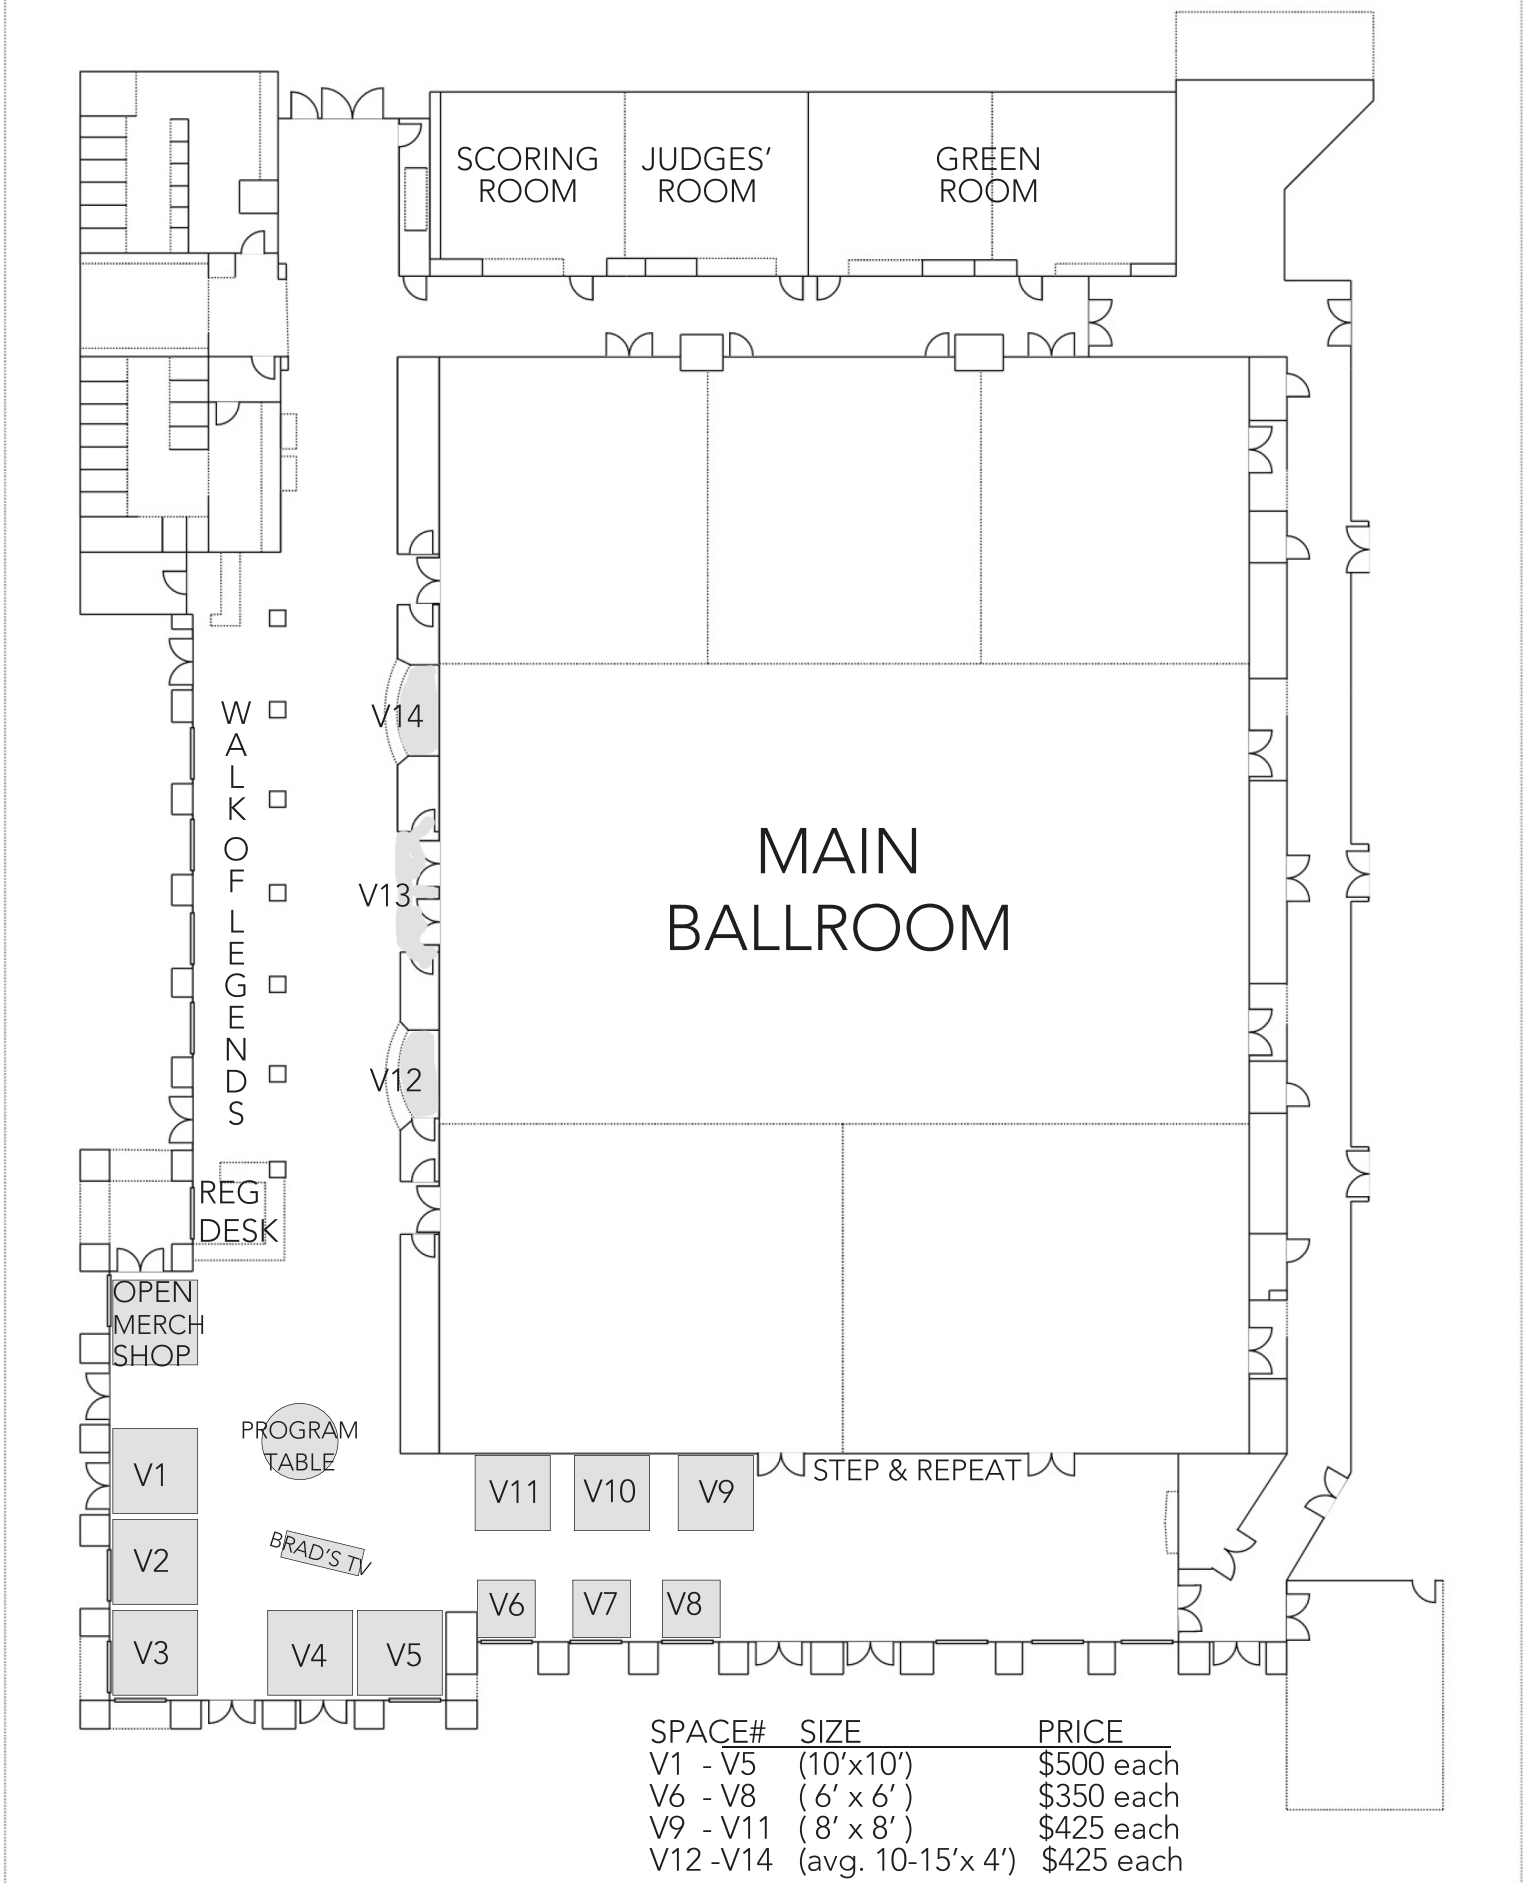 SCORING
ROOM
JUDGES’
ROOM
GREEN
ROOM
WALK OF LEGENDS
V14
V13
V12
MAIN
BALLROOM
REG
DESK
OPEN
MERCH
SHOP
PROGRAM
TABLE
V1
V2
V3
BRAD’S TV
V4
V5
V11
V10
V9
STEP & REPEAT
V6
V7
V8
SPACE# SIZE PRICE
V1 - V5 (10’x10’) $500 each
V6 - V8 ( 6’ x 6’ ) $350 each
V9 - V11 ( 8’ x 8’ ) $425 each
V12 -V14 (avg. 10-15’x 4’) $425 each